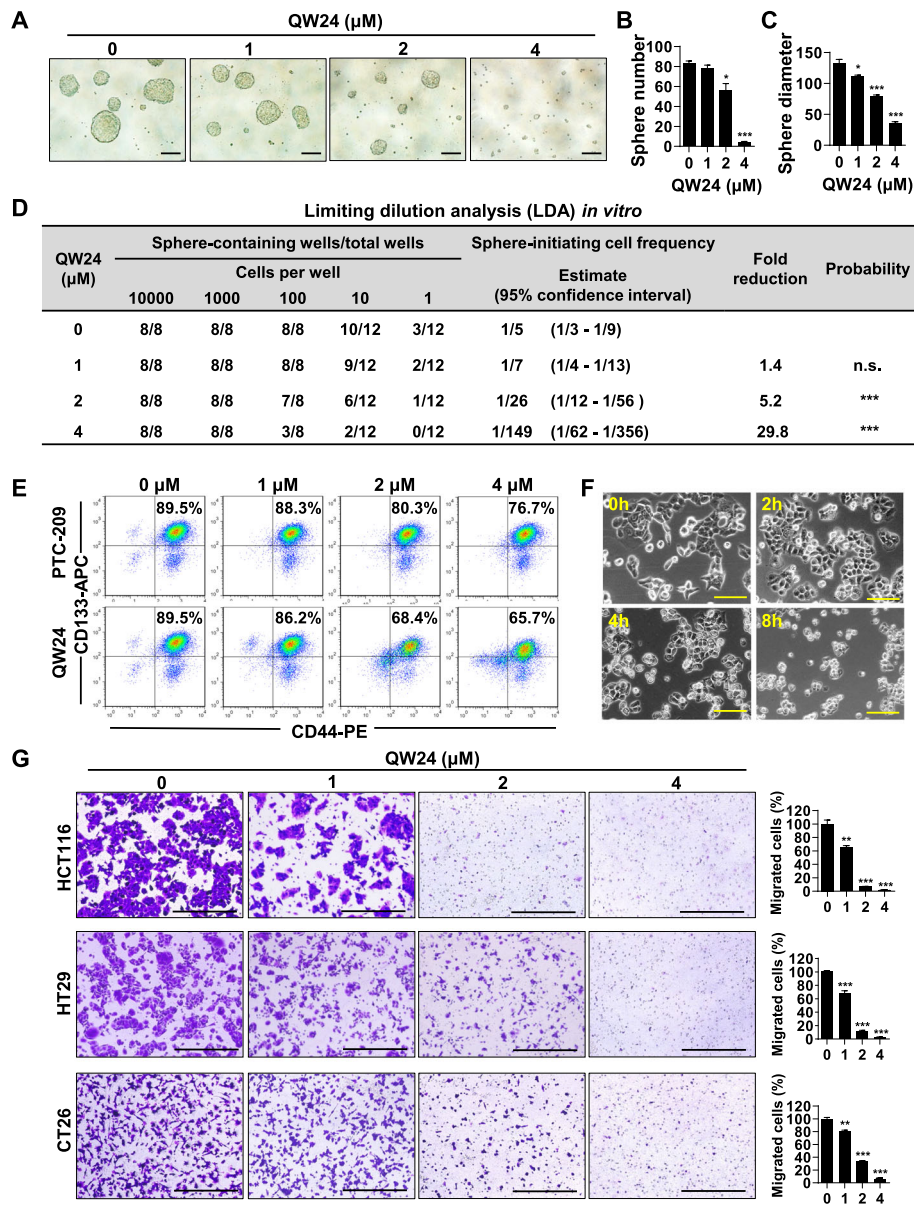 A
QW24 (µM)
0 1 2 4
B
Sphere number
100
80
60
40
20
0
*
***
0 1 2 4
QW24 (µM)
C
Sphere diameter
150
100
50
0
*
***
***
0 1 2 4
QW24 (µM)
D
Limiting dilution analysis (LDA) in vitro
QW24 (µM)
Sphere-containing wells/total wells
Sphere-initiating cell frequency
Fold reduction
Probability
Cells per well
Estimate
(95% confidence interval)
10000 1000 100 10 1
0 8/8 8/8 8/8 10/12 3/12 1/5 (1/3 - 1/9)
1 8/8 8/8 8/8 9/12 2/12 1/7 (1/4 - 1/13) 1.4 n.s.
2 8/8 8/8 7/8 6/12 1/12 1/26 (1/12 - 1/56 ) 5.2 ***
4 8/8 8/8 3/8 2/12 0/12 1/149 (1/62 - 1/356) 29.8 ***
E
0 µM 1 µM 2 µM 4 µM
PTC-209
89.5% 88.3% 80.3% 76.7%
QW24
89.5% 86.2% 68.4% 65.7%
CD133-APC
CD44-PE
F
0h 2h
4h 8h
G
QW24 (µM)
0 1 2 4
HCT116
Migrated cells (%)
120
100
80
60
40
20
0
**
***
***
0 1 2 4
HT29
Migrated cells (%)
120
100
80
60
40
20
0
***
***
***
0 1 2 4
CT26
Migrated cells (%)
120
100
80
60
40
20
0
**
***
***
0 1 2 4